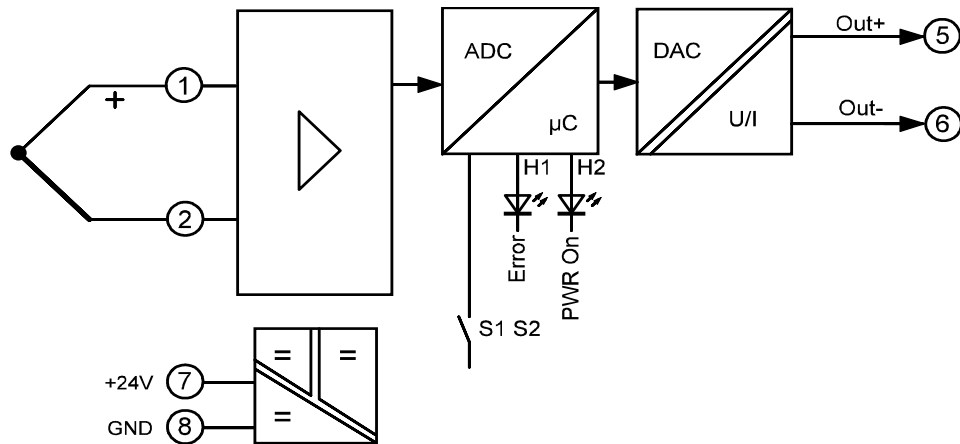 1
+
2
ADC
µC
DAC
U/I
Out+
5
Out-
6
H1
H2
Error
PWR On
S1 S2
= =
=
+24V
7
GND
8